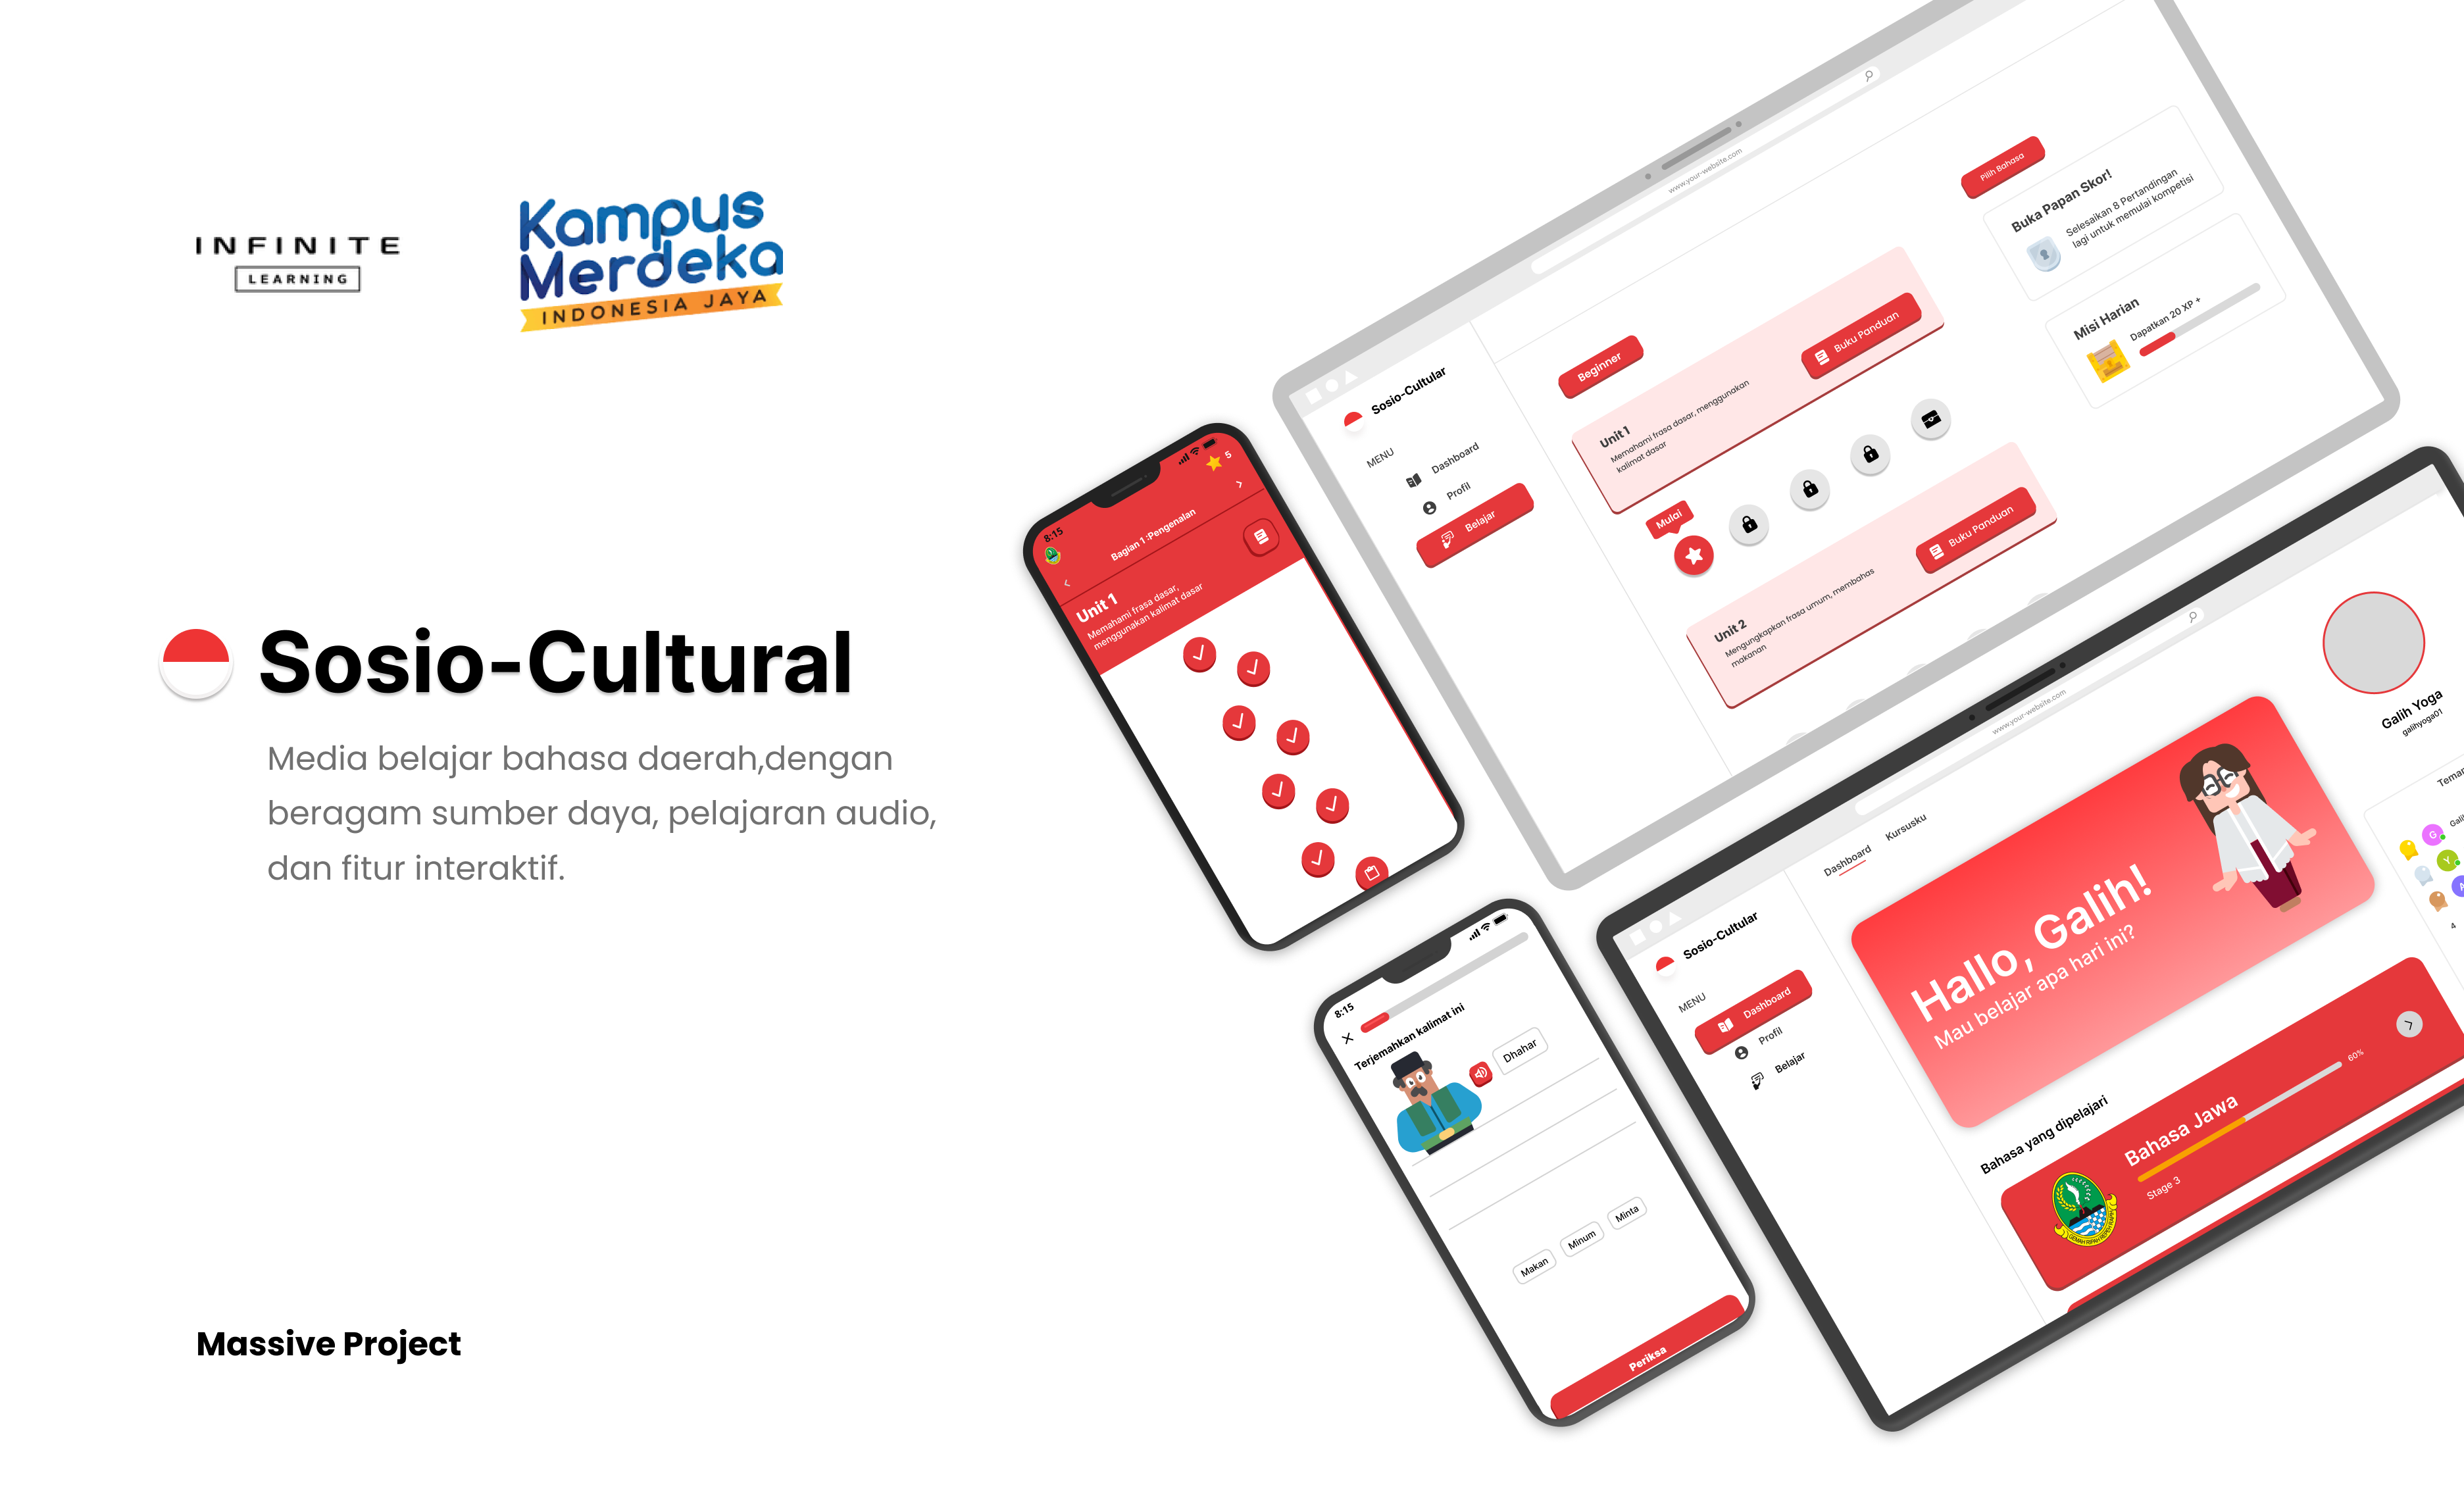 INFINITE
LEARNING
Kampus
Merdeka
INDONESIA JAYA
Sosio-Cultural
Media belajar bahasa daerah,dengan
beragam sumber daya, pelajaran audio,
dan fitur interaktif.
Massive Project
8:15
5
Bagian 1 :Pengenalan
Unit 1
Memahami frasa dasar,
menggunakan kalimat dasar
www.your-website.com
Sosio-Cultular
MENU
Dashboard
Profil
Belajar
Beginner
Unit 1
Memahami frasa dasar, menggunakan
kalimat dasar
Buku Panduan
Mulai
Unit 2
Mengungkapkan frasa umum, membahas
makanan
Buku Panduan
Pilih Bahasa
Buka Papan Skor!
Selesaikan 8 Pertandingan
lagi untuk memulai kompetisi
Misi Harian
Dapatkan 20 XP +
8:15
Terjemahkan kalimat ini
Dhahar
Makan
Minum
Minta
Periksa
www.your-website.com
Sosio-Cultular
MENU
Dashboard
Profil
Belajar
Dashboard
Kursusku
Hallo, Galih!
Mau belajar apa hari ini?
Bahasa yang dipelajari
Bahasa Jawa
60%
Stage 3
Galih Yoga
galihyoga01
G
Y
4